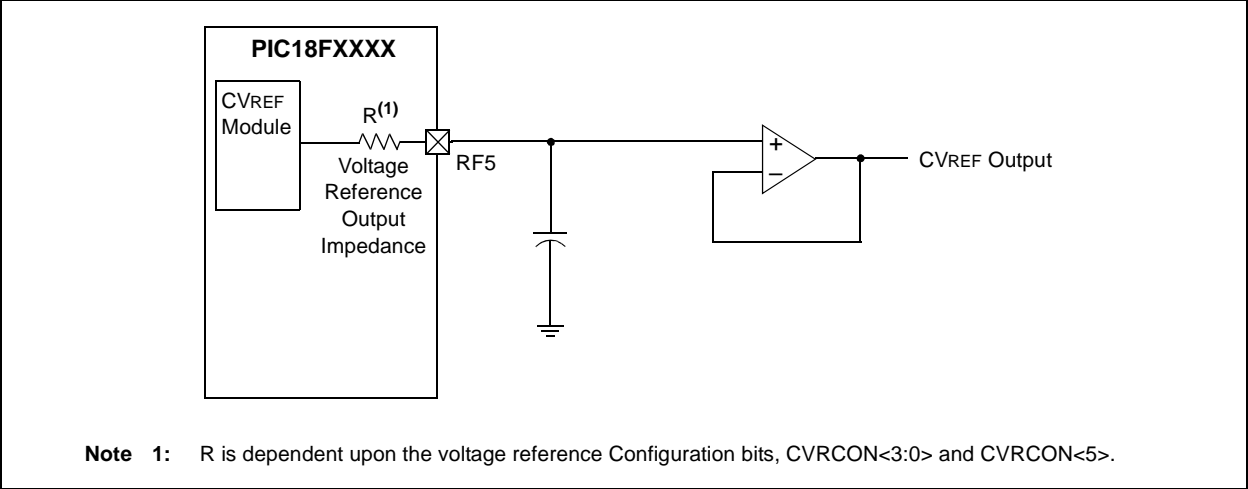 PIC18FXXXX
CVREF
Module
R(1)
Voltage
Reference
Output
Impedance
RF5
+
–
CVREF Output
Note 1: R is dependent upon the voltage reference Configuration bits, CVRCON<3:0> and CVRCON<5>.